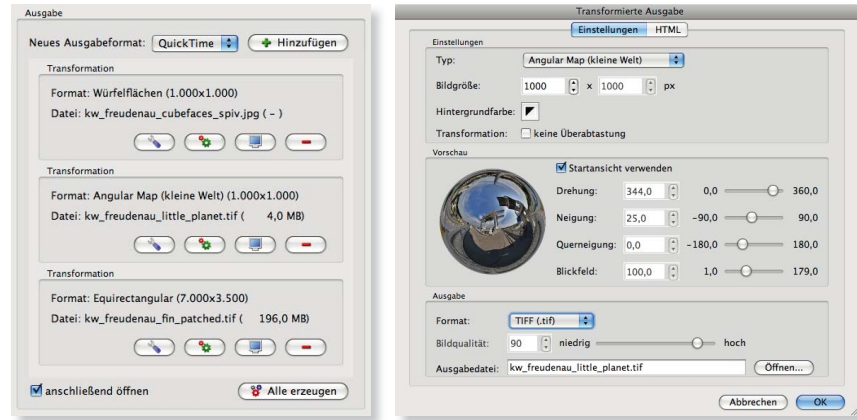 Ausgabe
Neues Ausgabeformat: QuickTime Hinzufügen
Transformation
Format: Würfelflächen (1.000x1.000)
Datei: kw_freudenau_cubefaces_spiv.jpg ( - )
Transformation
Format: Angular Map (kleine Welt) (1.000x1.000)
Datei: kw_freudenau_little_planet.tif ( 4,0 MB)
Transformation
Format: Equirectangular (7.000x3.500)
Datei: kw_freudenau_fin_patched.tif ( 196,0 MB)
anschließend öffnen Alle erzeugen
Transformierte Ausgabe
Einstellungen HTML
Einstellungen
Typ: Angular Map (kleine Welt)
Bildgröße: 1000 x 1000 px
Hintergrundfarbe:
Transformation: keine Überabtastung
Vorschau
Startansicht verwenden
Drehung: 344,0 0,0 360,0
Neigung: 25,0 -90,0 90,0
Querneigung: 0,0 -180,0 180,0
Blickfeld: 100,0 1,0 179,0
Ausgabe
Format: TIFF (.tif)
Bildqualität: 90 niedrig hoch
Ausgabedatei: kw_freudenau_little_planet.tif Öffnen...
Abbrechen OK